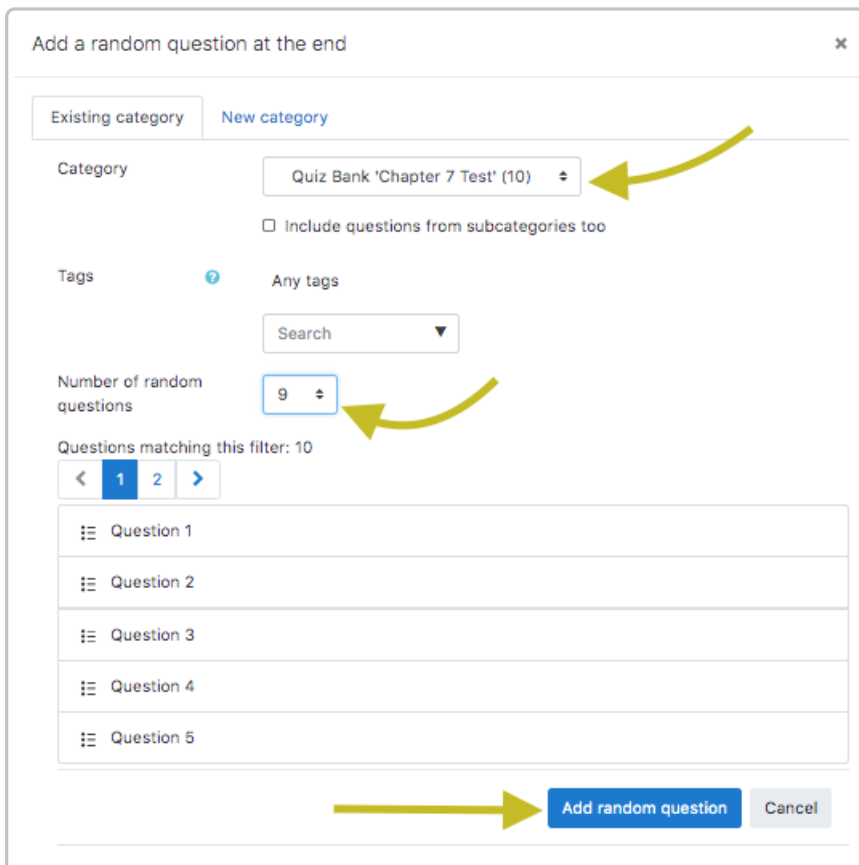 Add a random question at the end ×
Existing category New category
Category Quiz Bank 'Chapter 7 Test' (10)
Include questions from subcategories too
Tags ? Any tags
Search
Number of random
questions
9
Questions matching this filter: 10
1 2
Question 1
Question 2
Question 3
Question 4
Question 5
Add random question Cancel